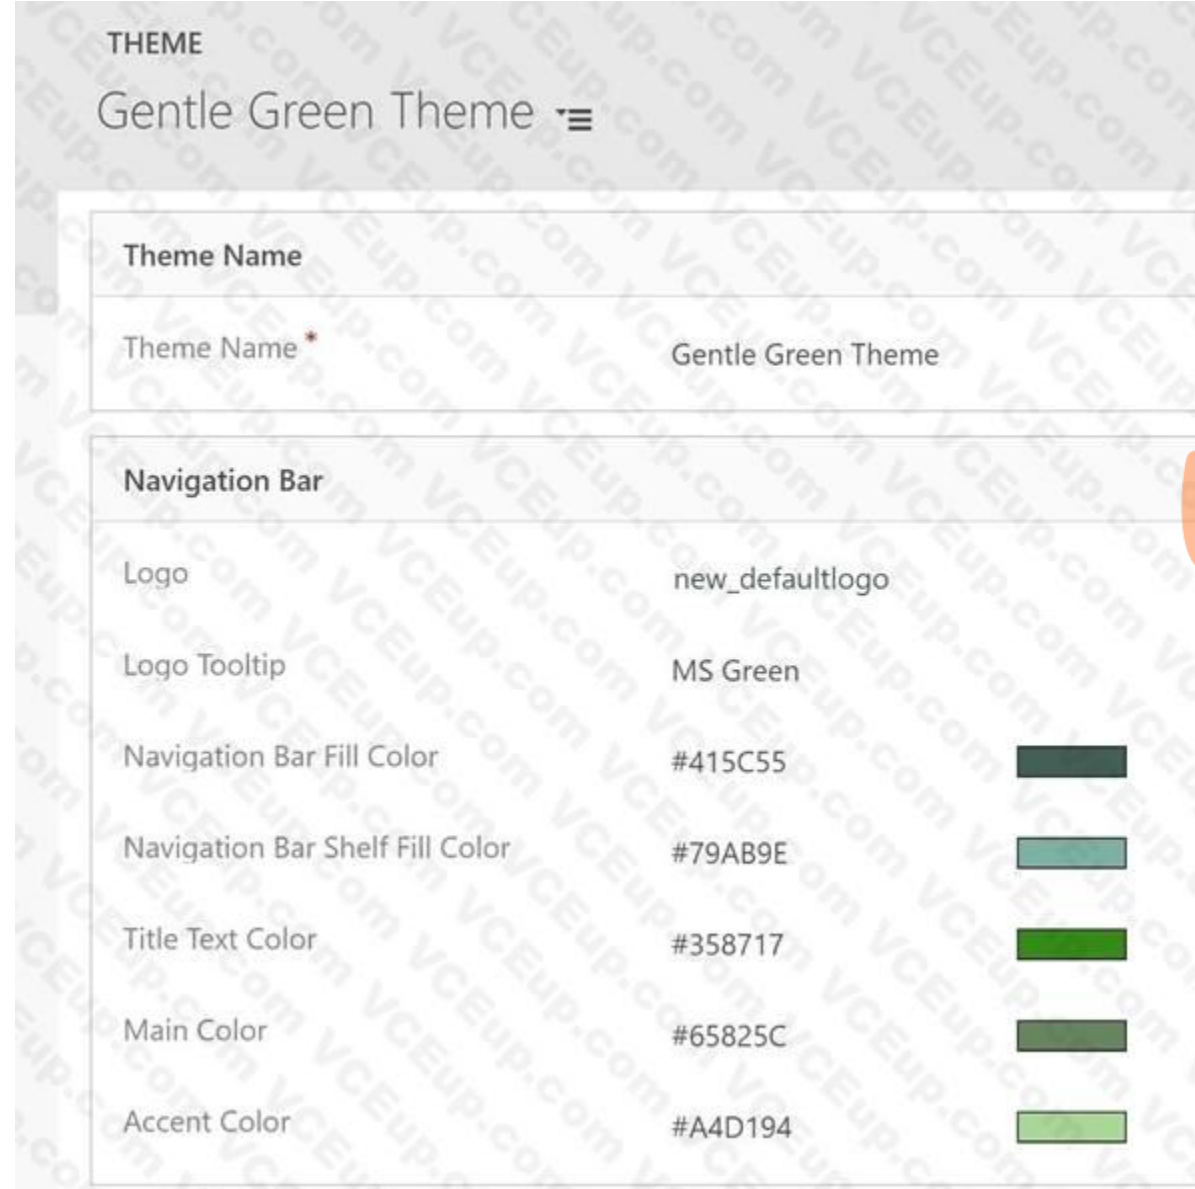 THEME
Gentle Green Theme
Theme Name
Theme Name * Gentle Green Theme
Navigation Bar
Logo new_defaultlogo
Logo Tooltip MS Green
Navigation Bar Fill Color #415C55
Navigation Bar Shelf Fill Color #79AB9E
Title Text Color #358717
Main Color #65825C
Accent Color #A4D194
VCEup.com